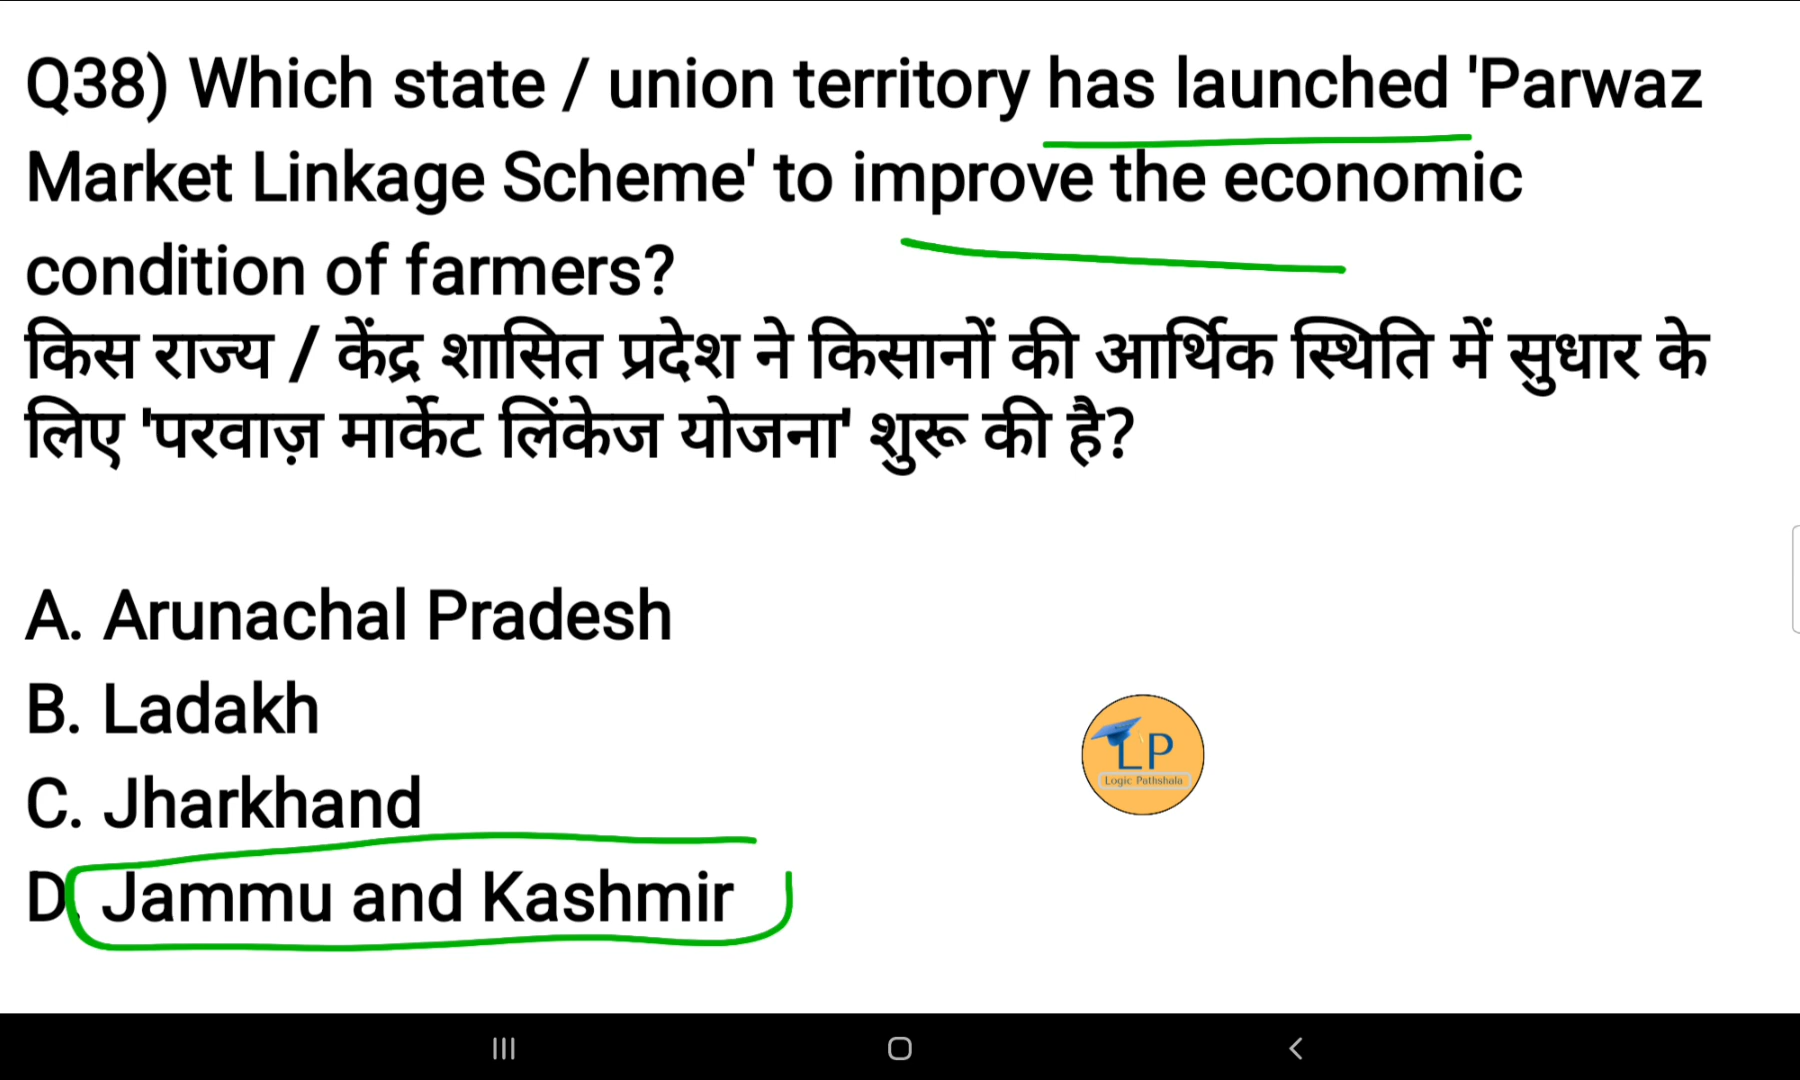 Q38) Which state / union territory has launched 'Parwaz
Market Linkage Scheme' to improve the economic
condition of farmers?
किस राज्य / केंद्र शासित प्रदेश ने किसानों की आर्थिक स्थिति में सुधार के
लिए 'परवाज़ मार्केट लिंकेज योजना' शुरू की है?
A. Arunachal Pradesh
B. Ladakh
LP
Logic Pathshala
C. Jharkhand
D. Jammu and Kashmir